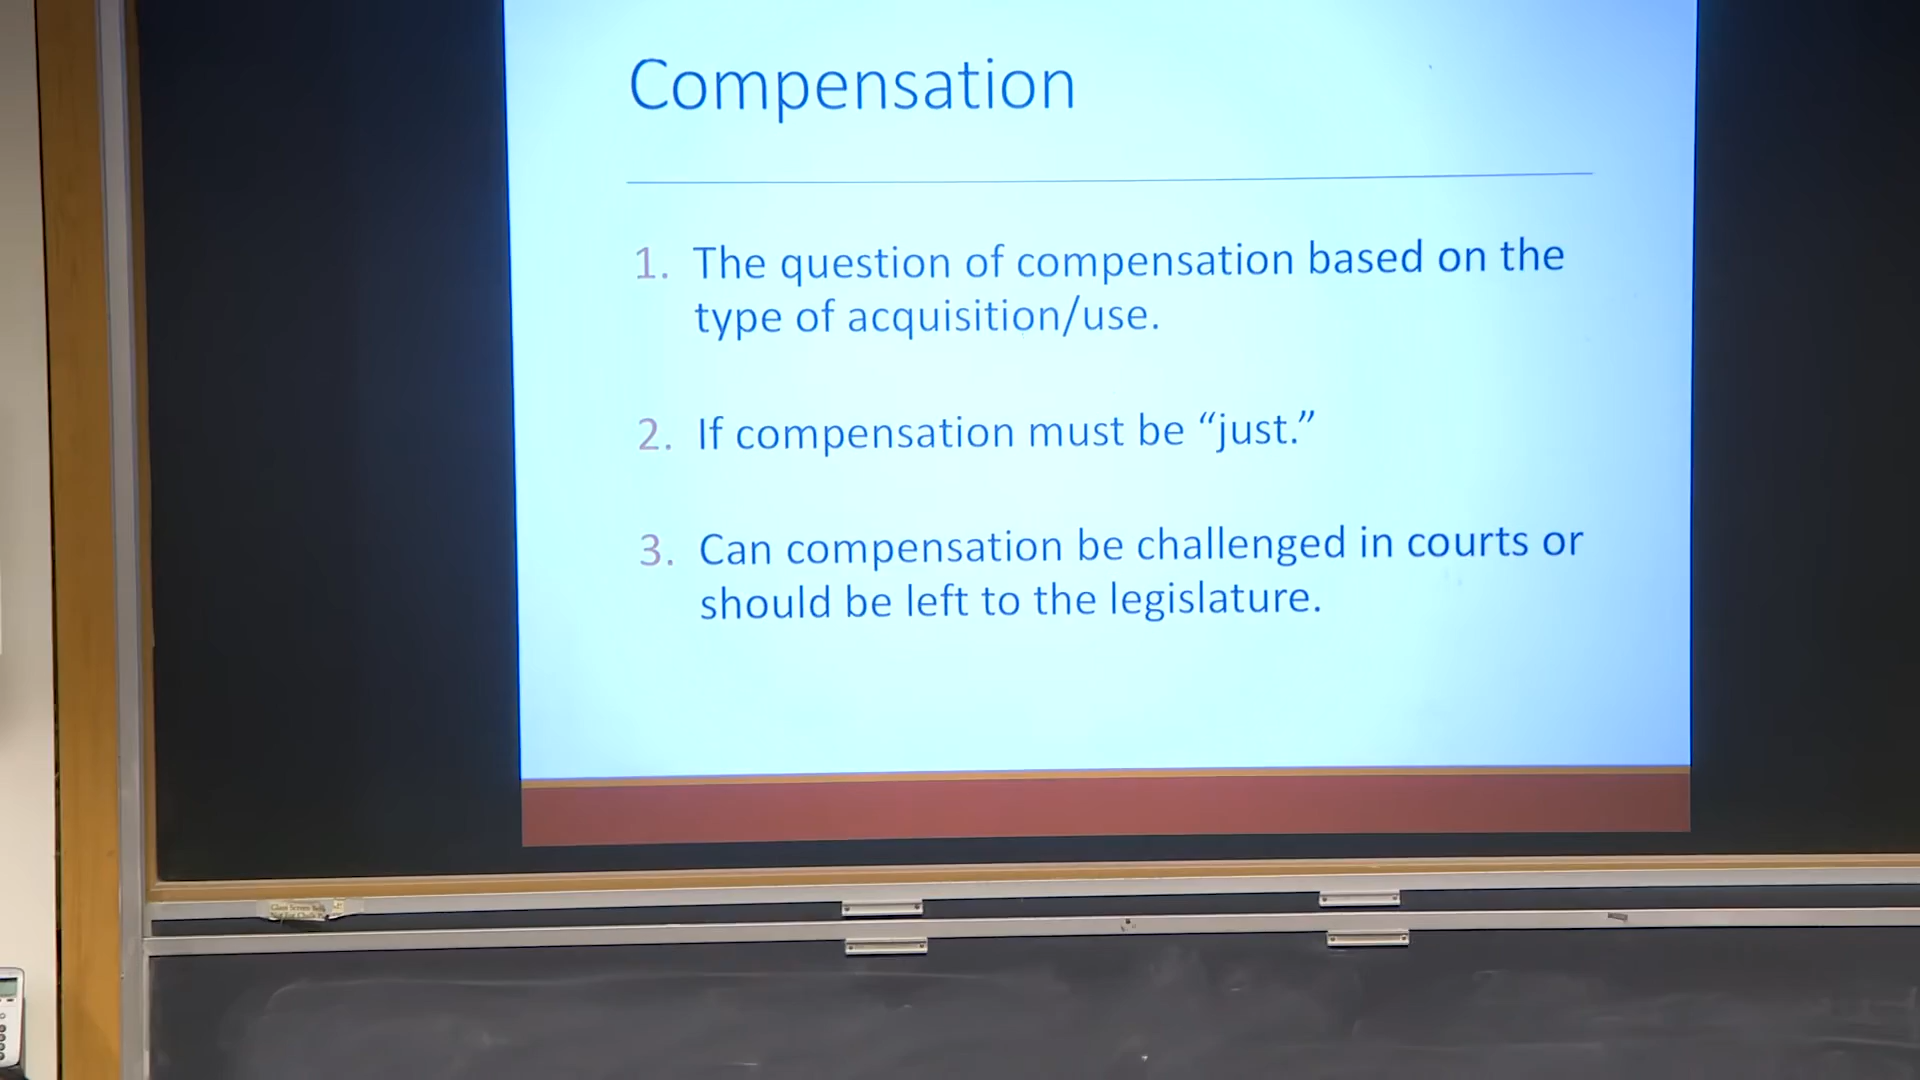 Compensation
1. The question of compensation based on the
type of acquisition/use.
2. If compensation must be “just.”
3. Can compensation be challenged in courts or
should be left to the legislature.